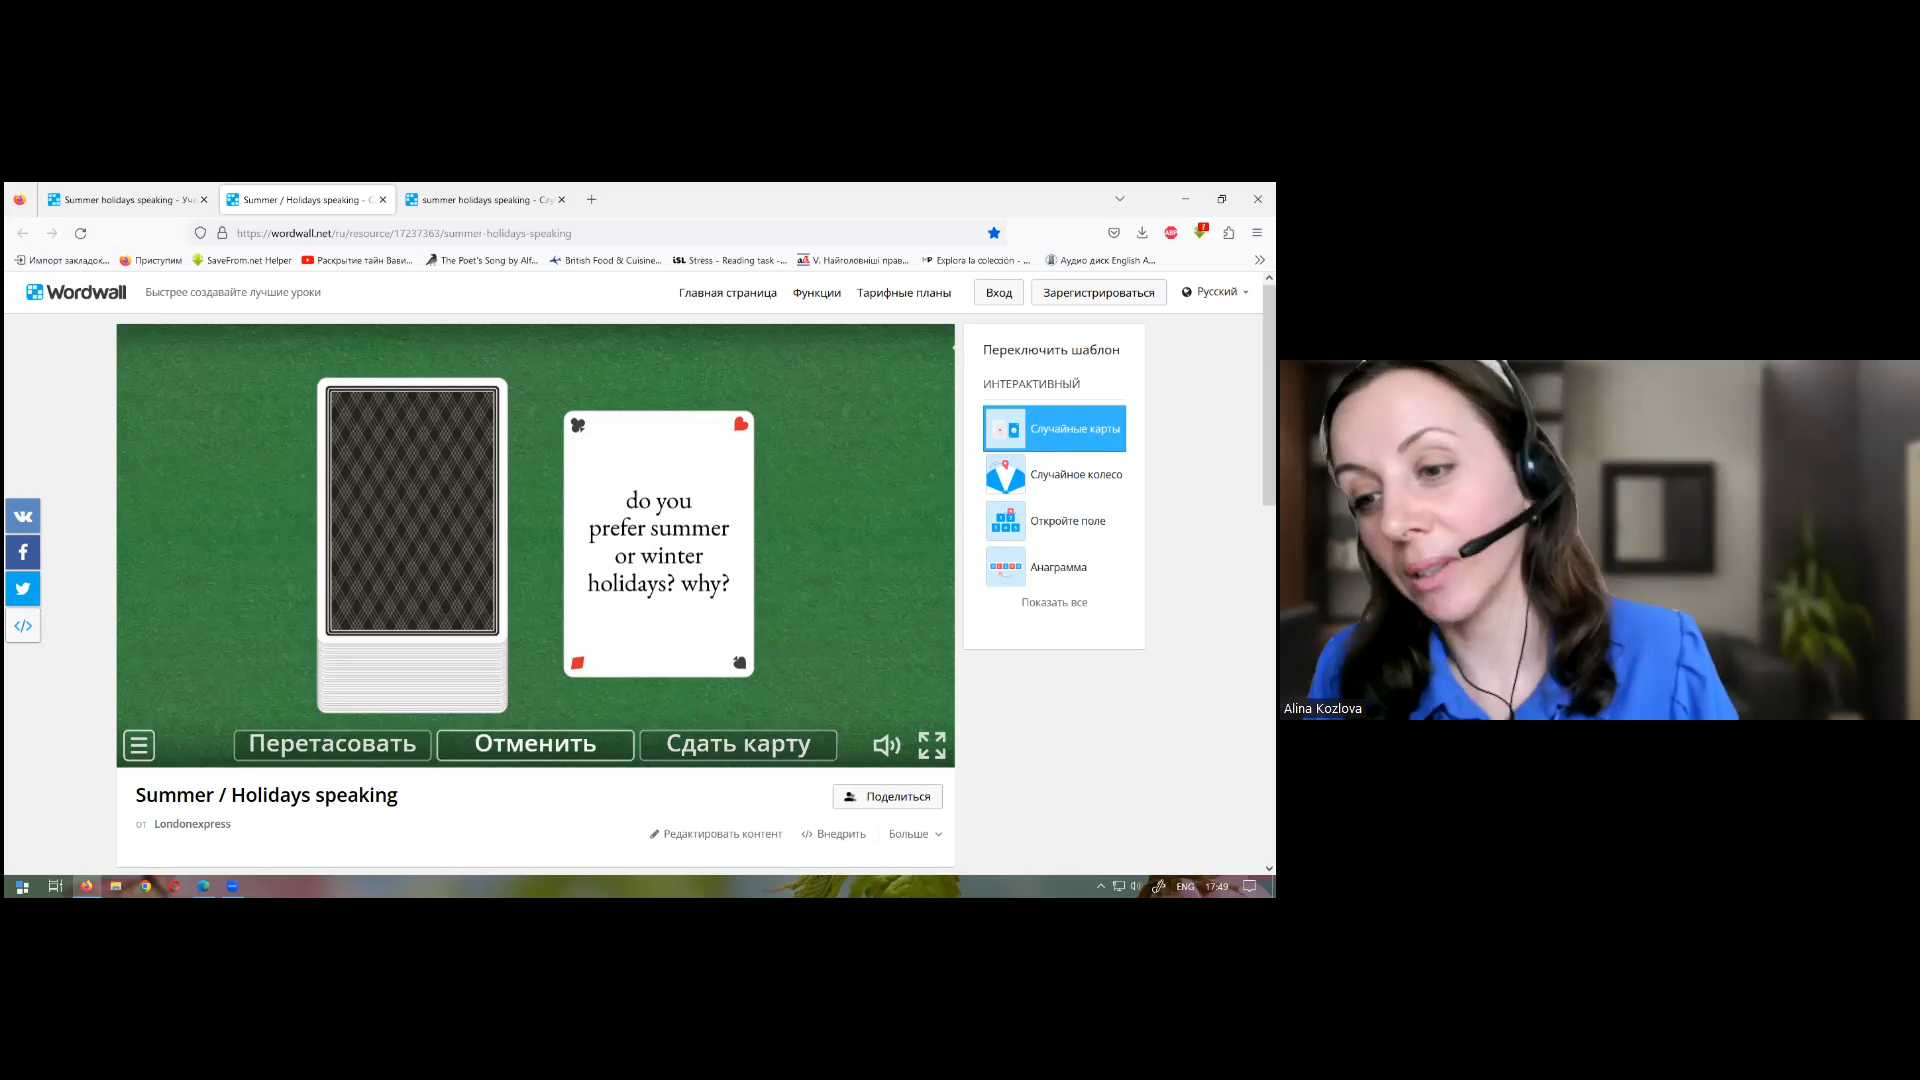 Summer holidays speaking - Уч
Summer / Holidays speaking - С
summer holidays speaking - Слу
https://wordwall.net/ru/resource/17237363/summer-holidays-speaking
ABP
7
Импорт закладок...
Приступим
SaveFrom.net Helper
Раскрытие тайн Вави...
The Poet's Song by Alf...
British Food & Cuisine...
iSL Stress - Reading task -...
V. Найголовніші прав...
Explora la colección - ...
Аудио диск English A...
Wordwall
Быстрее создавайте лучшие уроки
Главная страница
Функции
Тарифные планы
Вход
Зарегистрироваться
Русский
do you
prefer summer
or winter
holidays? why?
Перетасовать
Отменить
Сдать карту
Переключить шаблон
ИНТЕРАКТИВНЫЙ
Случайные карты
Случайное колесо
Откройте поле
Анаграмма
Показать все
Summer / Holidays speaking
от Londonexpress
Поделиться
Редактировать контент
Внедрить
Больше
ENG
17:49
Alina Kozlova